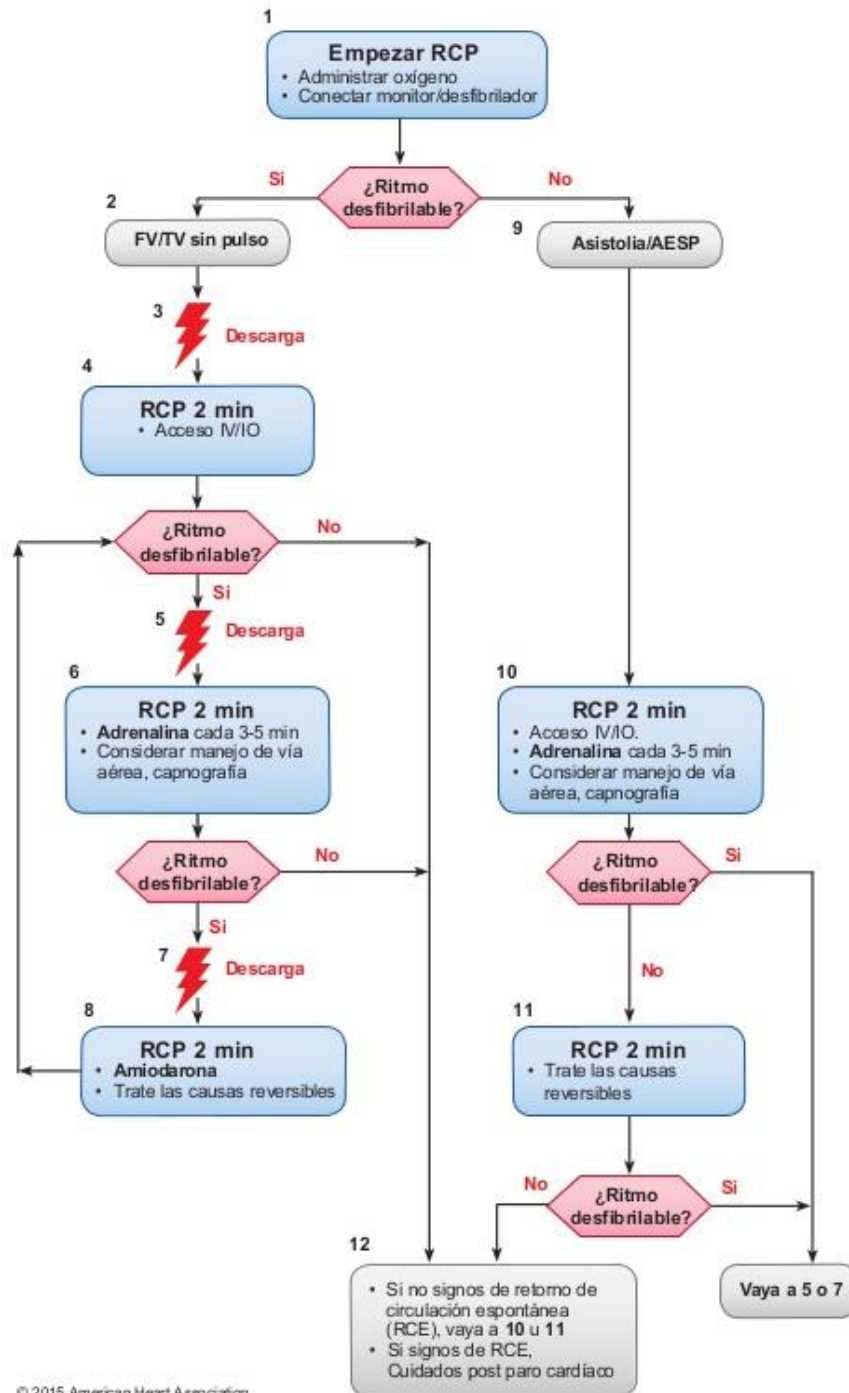 1
Empezar RCP
• Administrar oxígeno
• Conectar monitor/desfibrilador
¿Ritmo
desfibrilable?
Si
No
2
FV/TV sin pulso
9
Asistolia/AESP
3
Descarga
4
RCP 2 min
• Acceso IV/IO
¿Ritmo
desfibrilable?
No
Si
5
Descarga
6
RCP 2 min
• Adrenalina cada 3-5 min
• Considerar manejo de vía
aérea, capnografía
10
RCP 2 min
• Acceso IV/IO.
• Adrenalina cada 3-5 min
• Considerar manejo de vía
aérea, capnografía
¿Ritmo
desfibrilable?
No
Si
¿Ritmo
desfibrilable?
Si
No
7
Descarga
8
RCP 2 min
• Amiodarona
• Trate las causas reversibles
11
RCP 2 min
• Trate las causas
reversibles
¿Ritmo
desfibrilable?
No
Si
12
• Si no signos de retorno de
circulación espontánea
(RCE), vaya a 10 u 11
• Si signos de RCE,
Cuidados post paro cardíaco
Vaya a 5 o 7
© 2015 American Heart Association